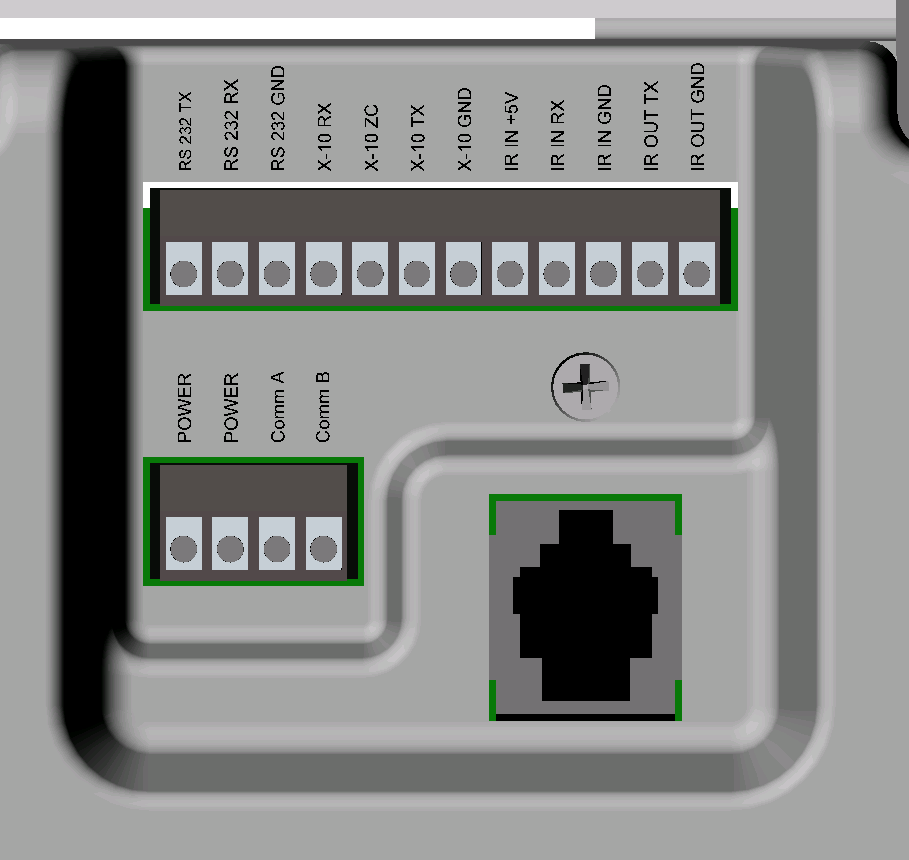 RS 232 TX
RS 232 RX
RS 232 GND
X-10 RX
X-10 ZC
X-10 TX
X-10 GND
IR IN +5V
IR IN RX
IR IN GND
IR OUT TX
IR OUT GND
POWER
POWER
Comm A
Comm B